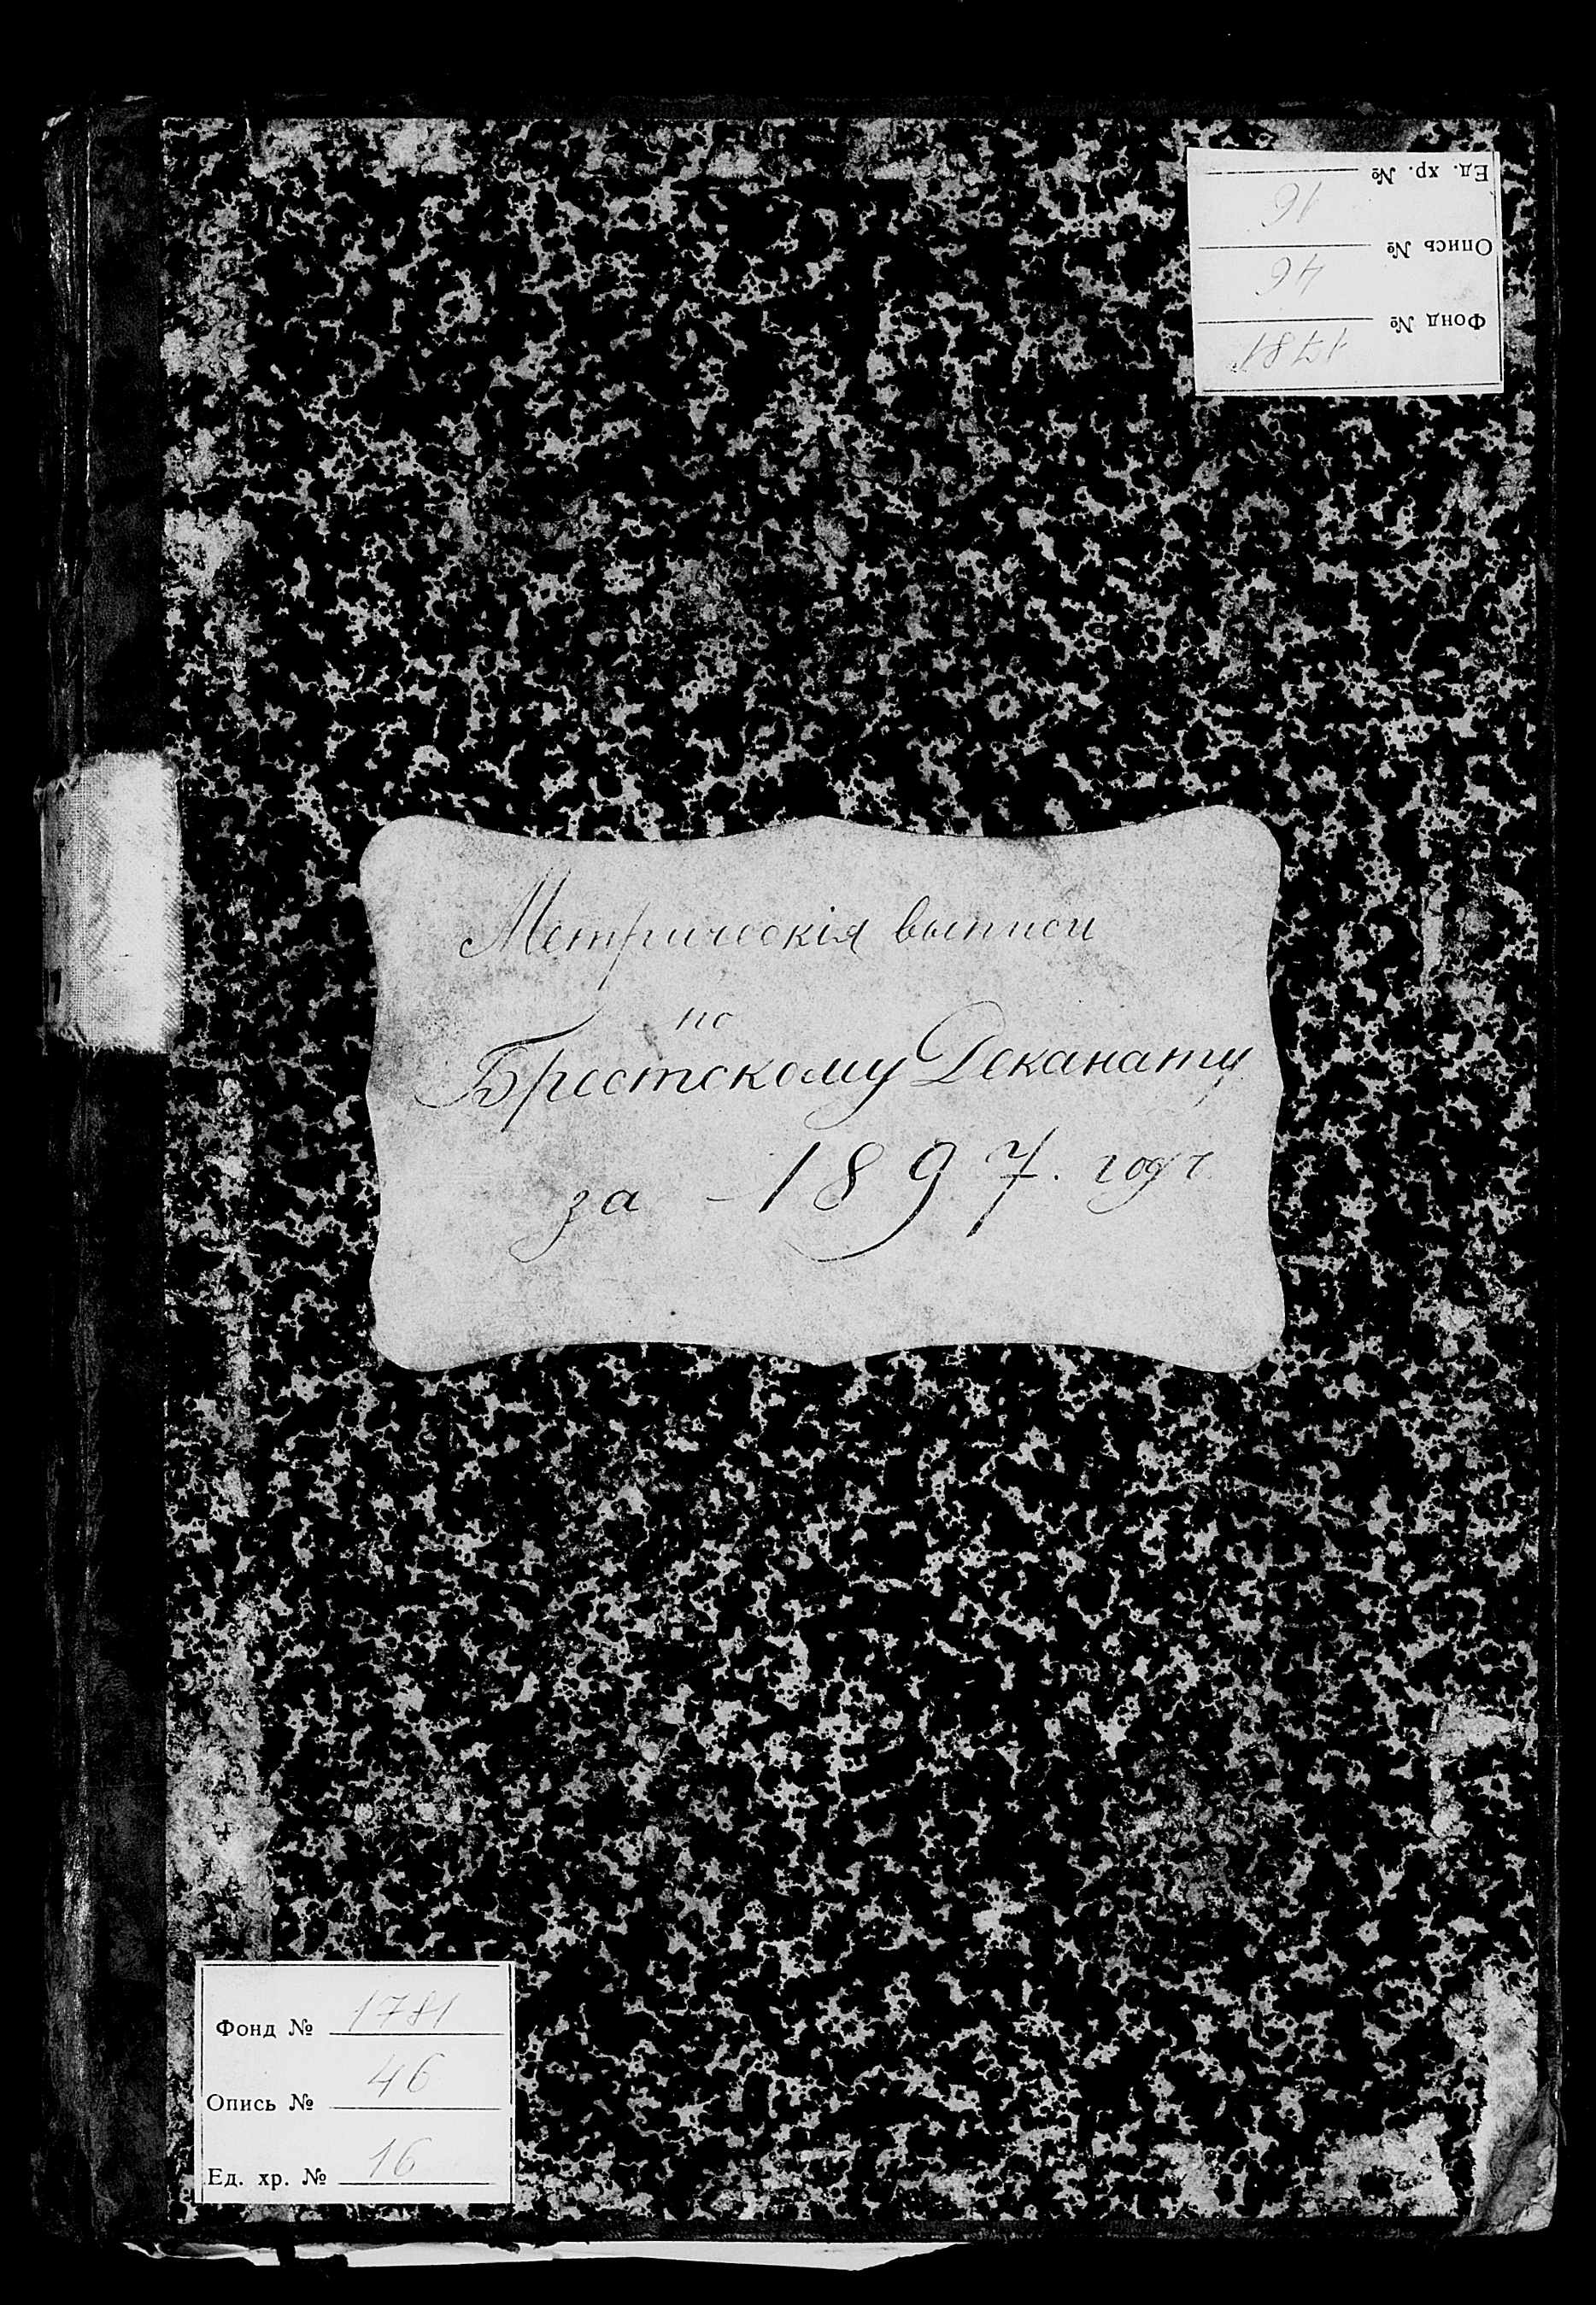 Ед. хр. № 16
Опись № 46
Фонд № 1781
Метрическія выписи
по
Брестскому Деканату
за 1897. годъ
Фонд № 1781
Опись № 46
Ед. хр. № 16